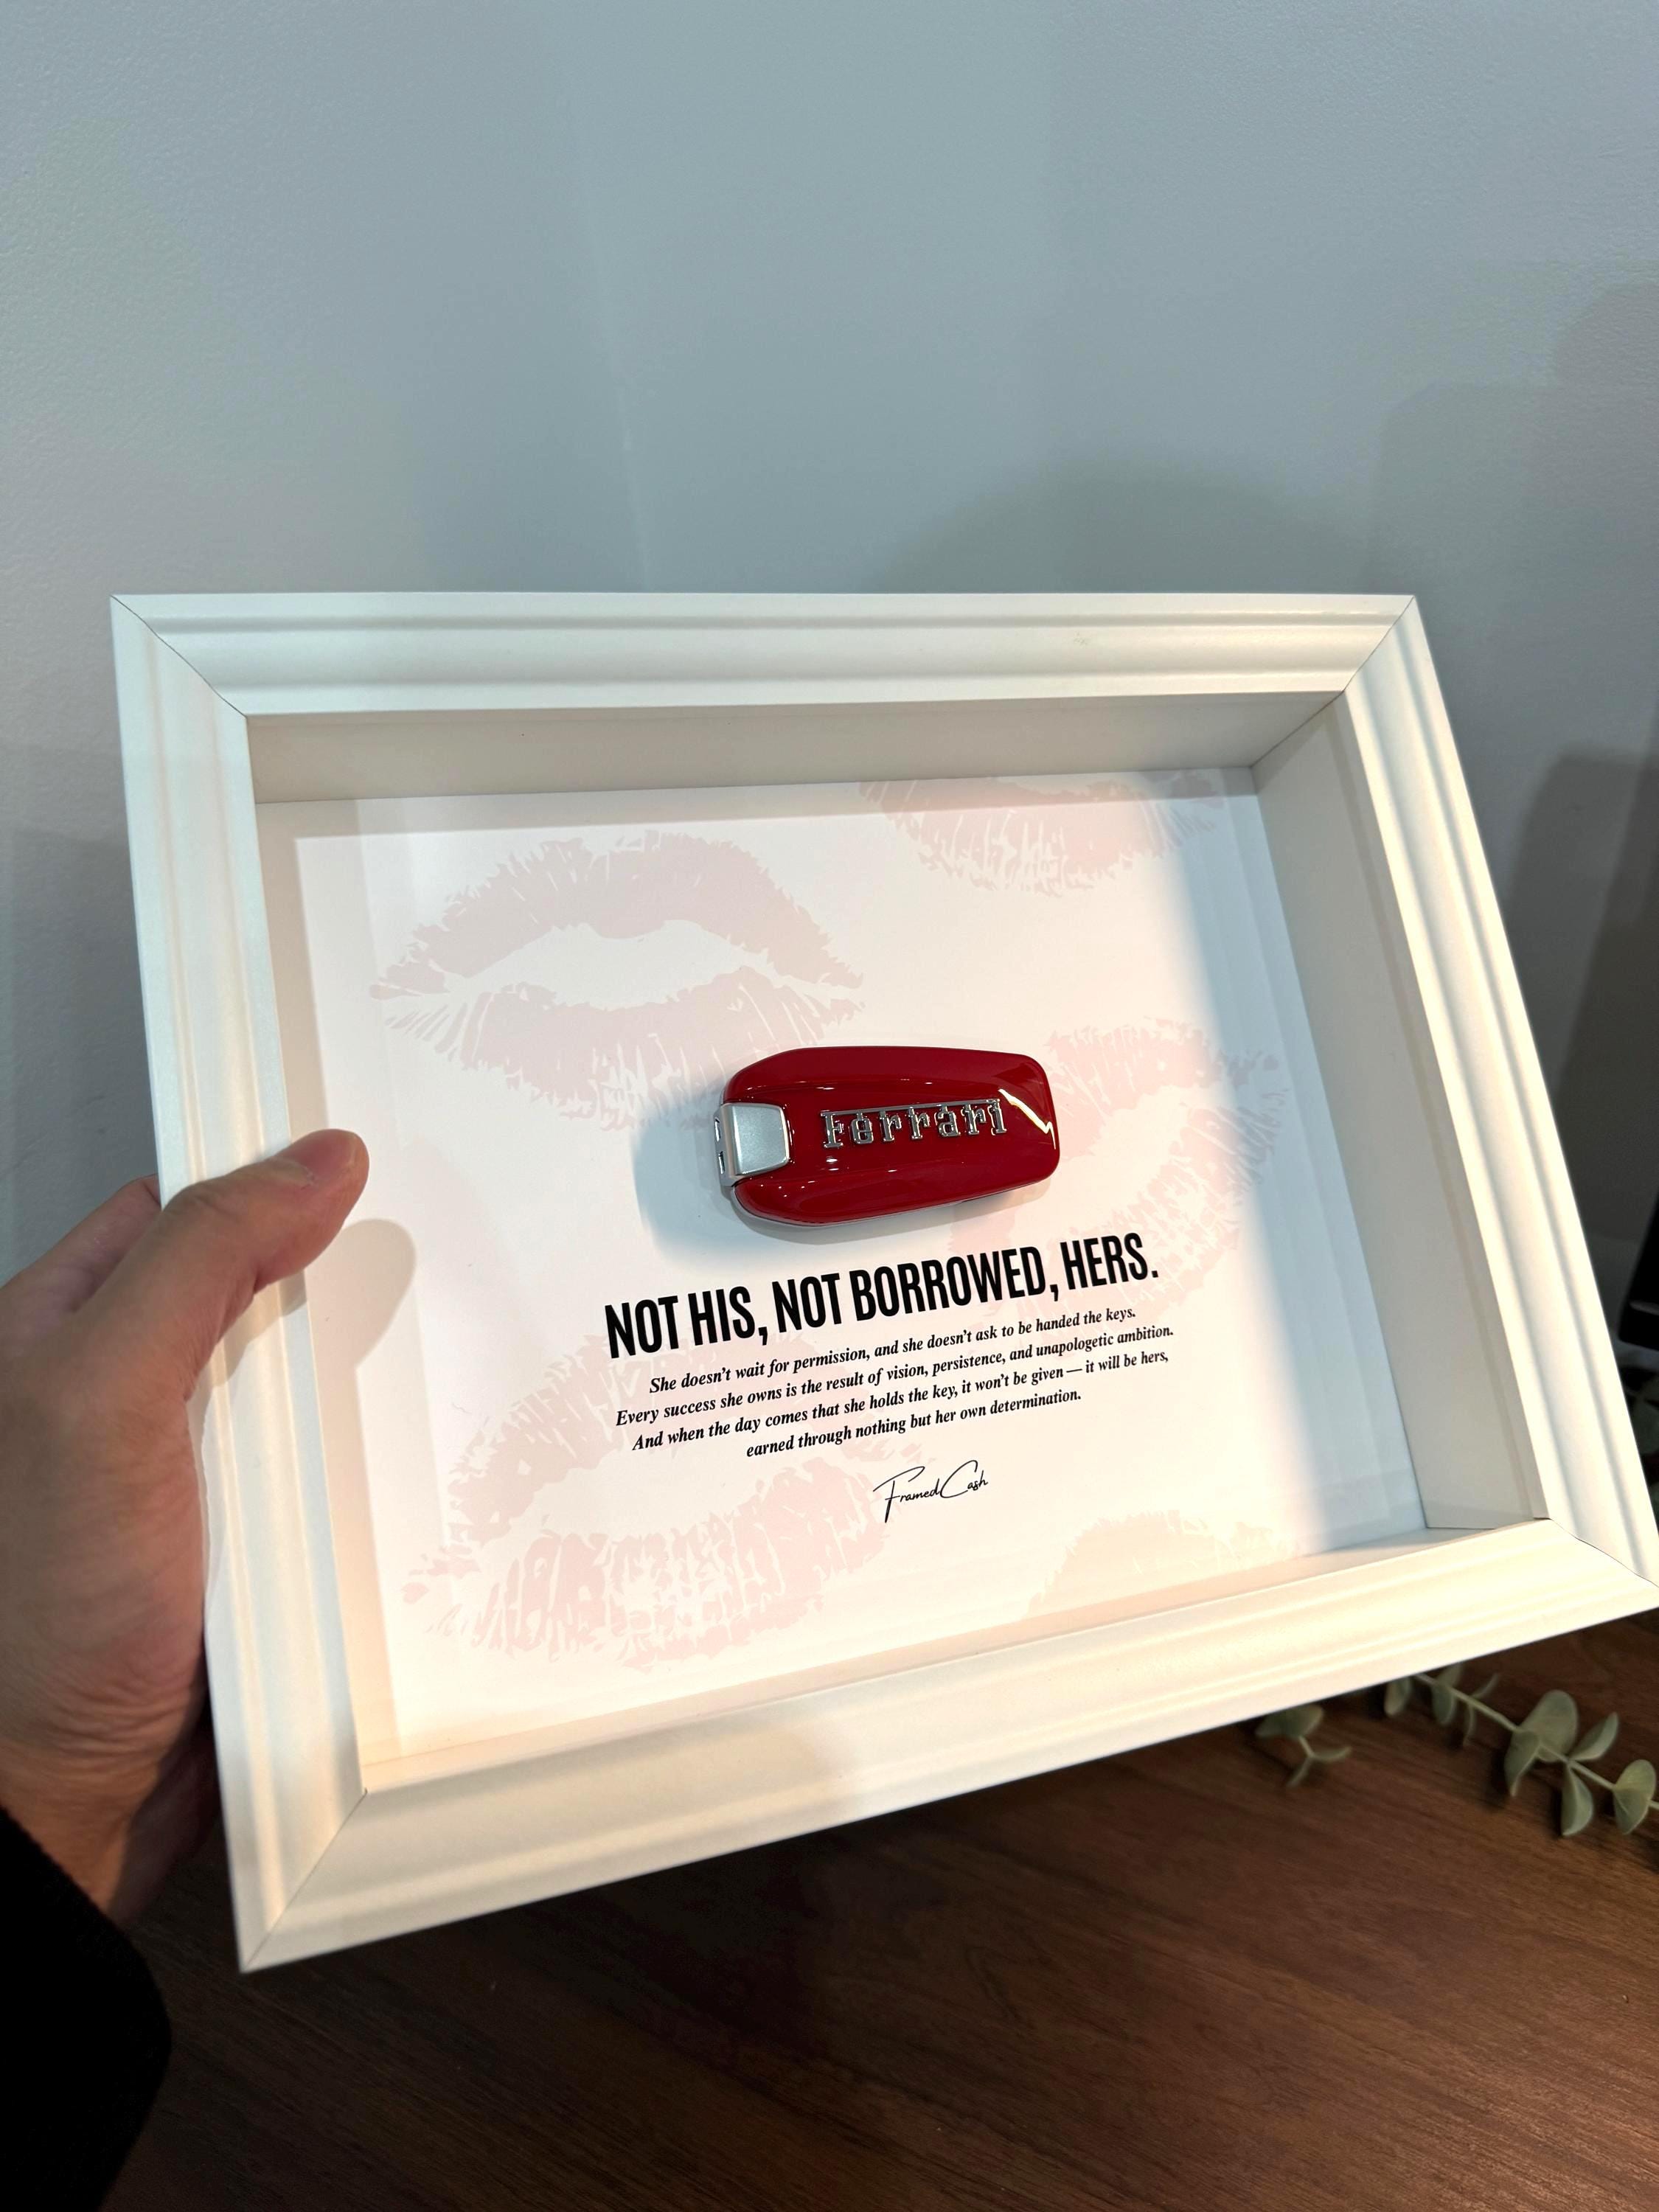 Ferrari
NOT HIS, NOT BORROWED, HERS.
She doesn't wait for permission, and she doesn't ask to be handed the keys.
Every success she owns is the result of vision, persistence, and unapologetic ambition.
And when the day comes that she holds the key, it won't be given — it will be hers,
earned through nothing but her own determination.
FramedCash